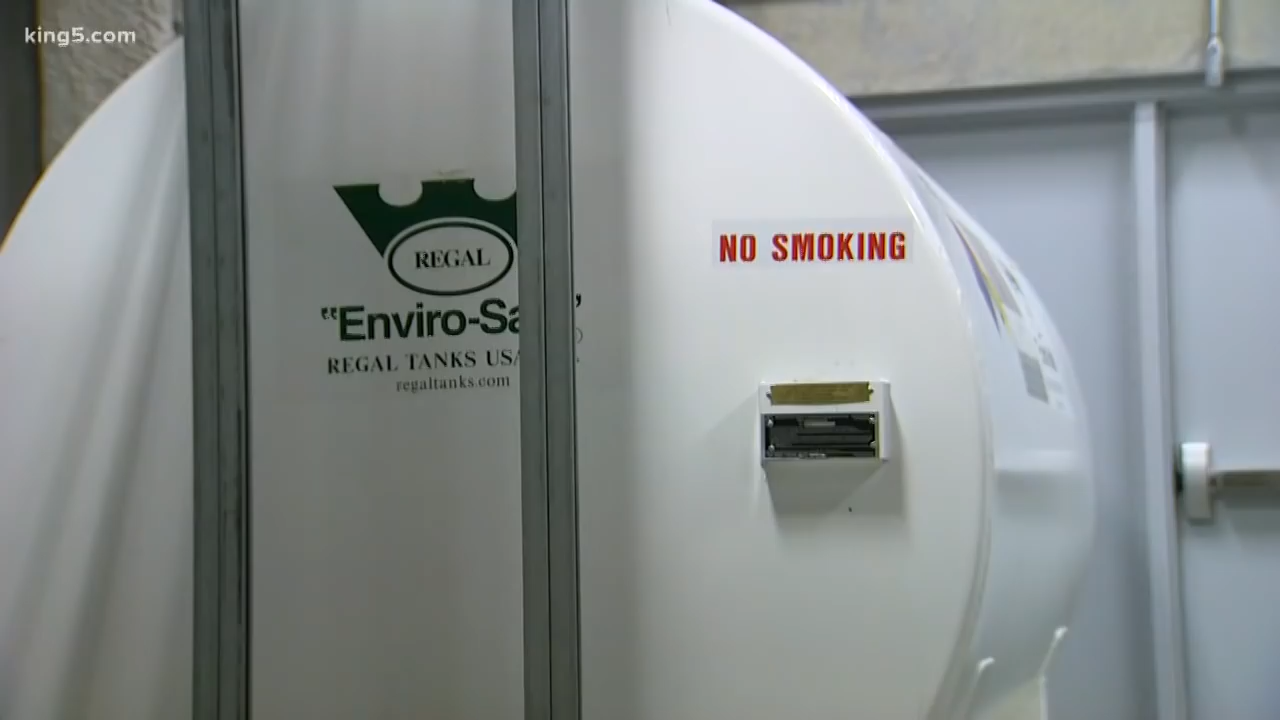 king5.com
REGAL
NO SMOKING
"Enviro-Sa
REGAL TANKS USA
regaltanks.com